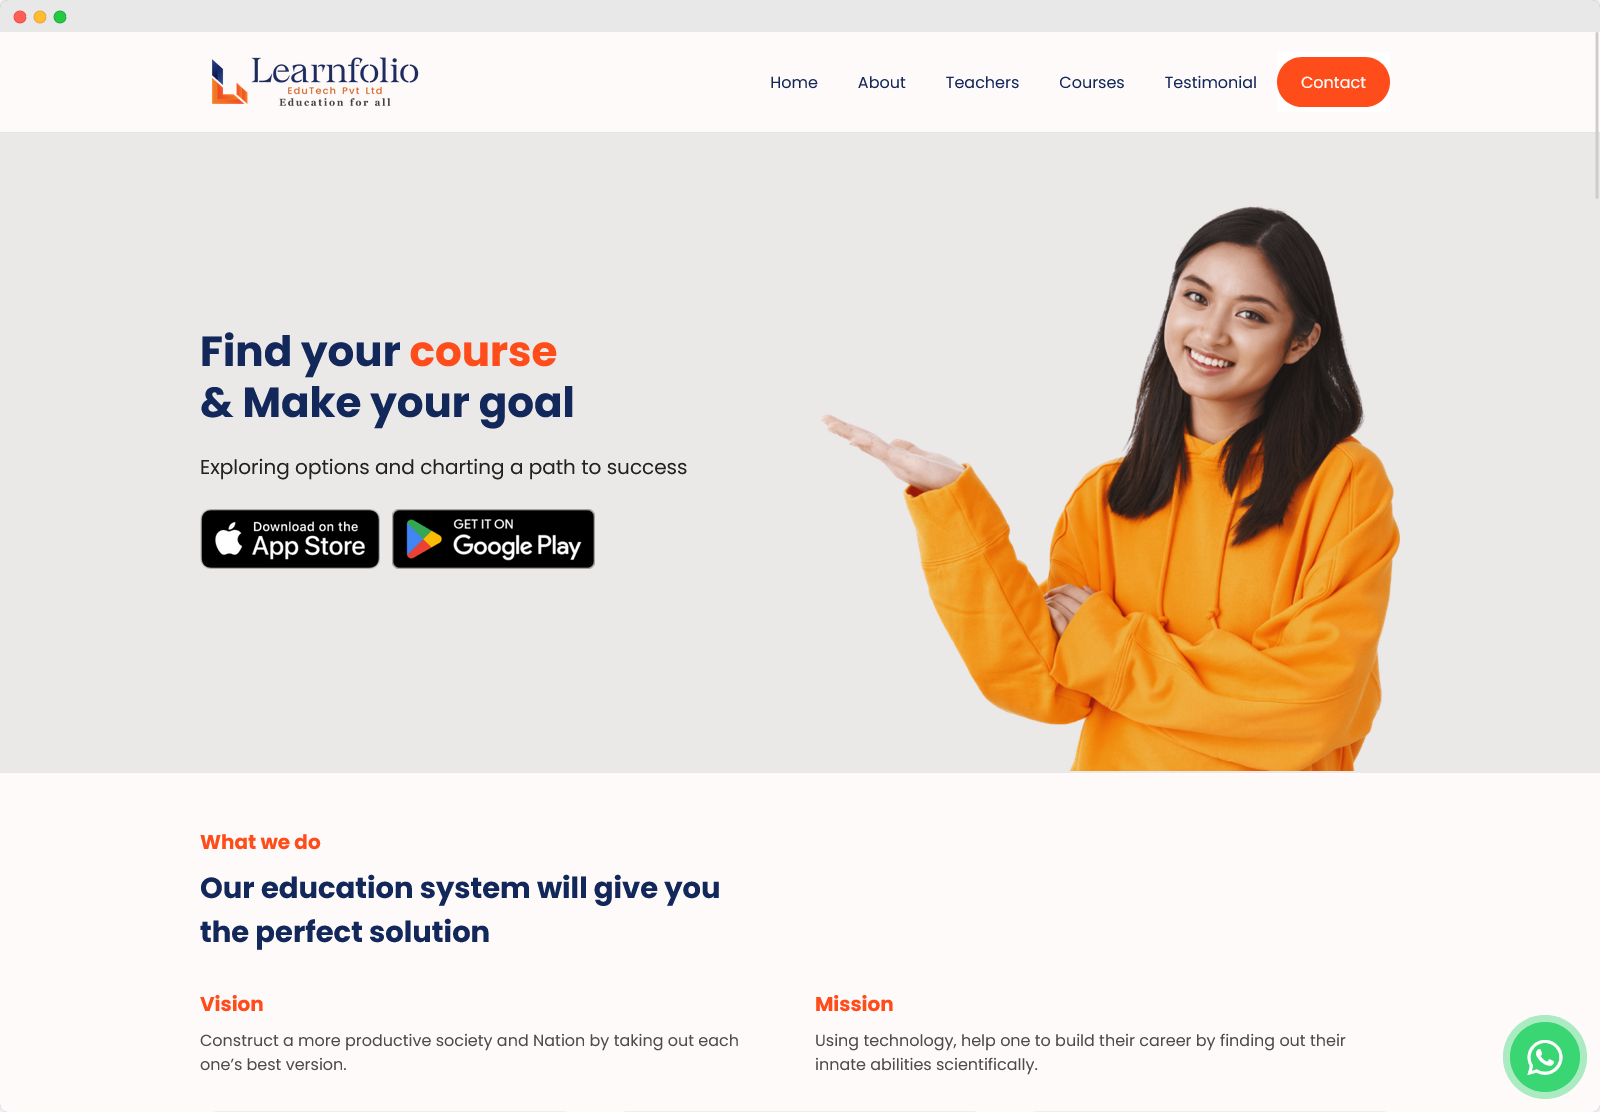 Learnfolio
EduTech Pvt Ltd
Education for all
Home
About
Teachers
Courses
Testimonial
Contact
Find your course
& Make your goal
Exploring options and charting a path to success
Download on the
App Store
GET IT ON
Google Play
What we do
Our education system will give you
the perfect solution
Vision
Construct a more productive society and Nation by taking out each
one’s best version.
Mission
Using technology, help one to build their career by finding out their
innate abilities scientifically.